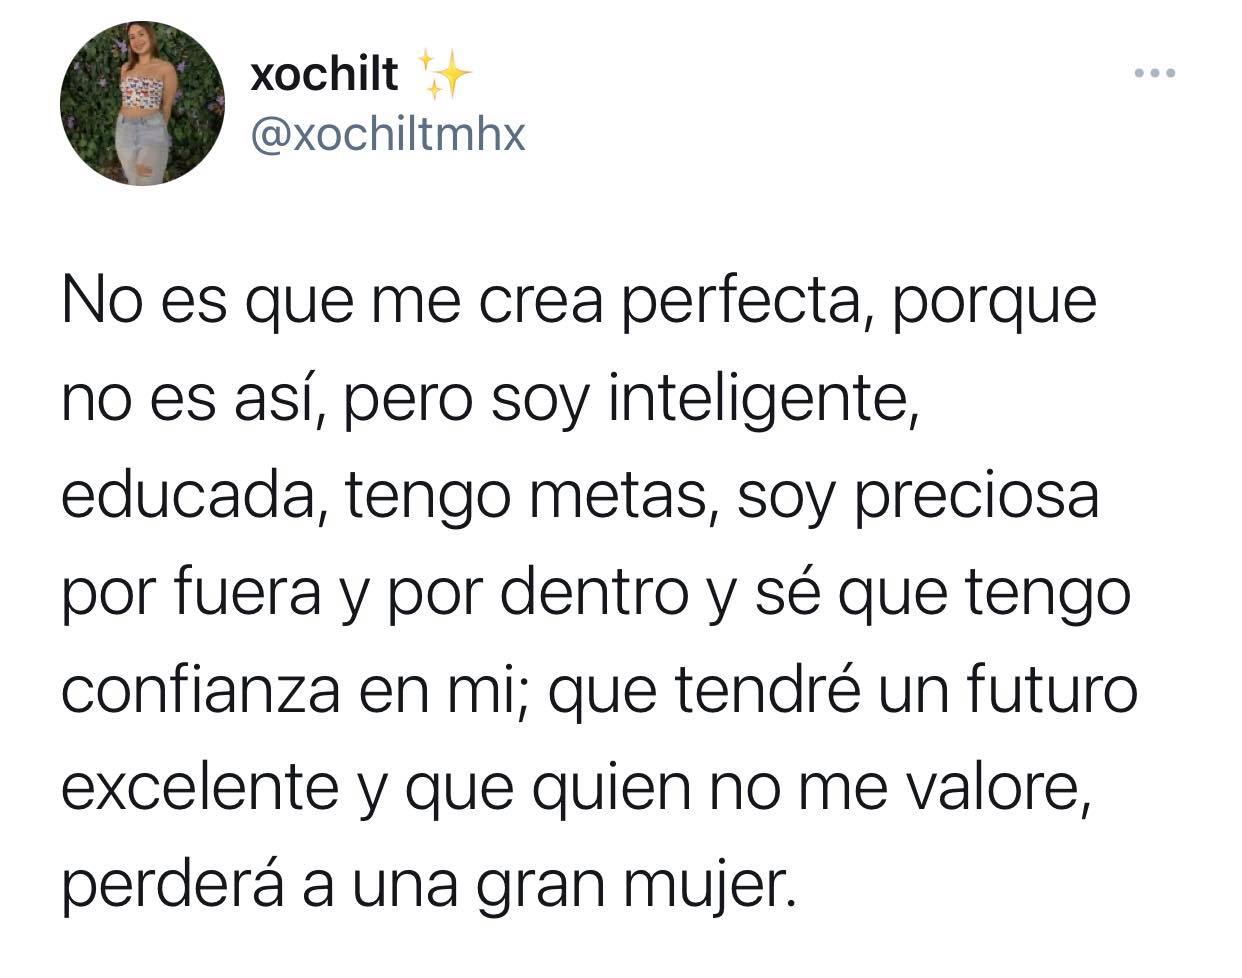 xochilt ✨
@xochiltmhx
No es que me crea perfecta, porque
no es así, pero soy inteligente,
educada, tengo metas, soy preciosa
por fuera y por dentro y sé que tengo
confianza en mi; que tendré un futuro
excelente y que quien no me valore,
perderá a una gran mujer.